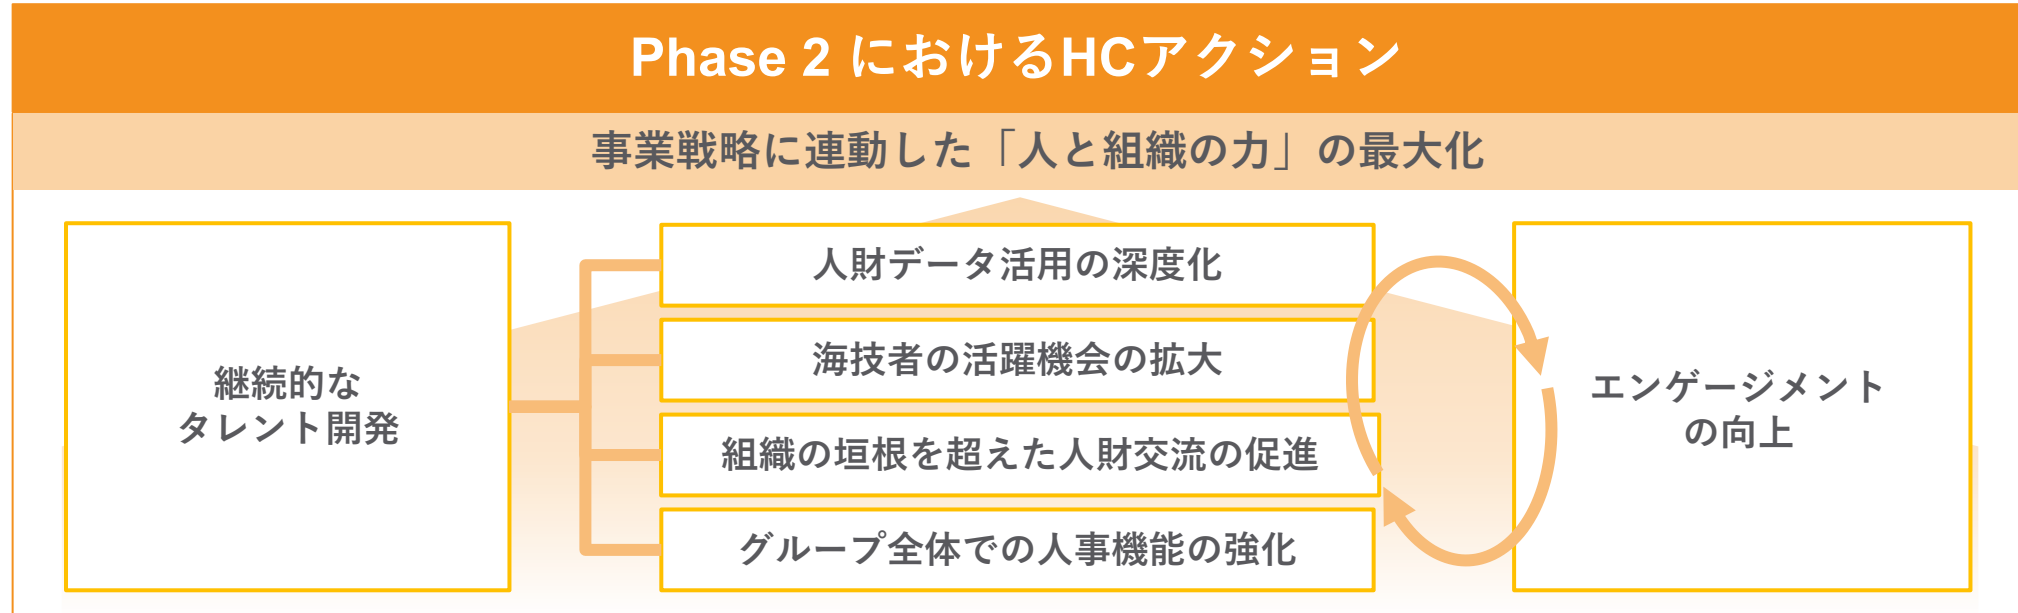 Phase 2 におけるHCアクション
事業戦略に連動した「人と組織の力」の最大化
継続的な
タレント開発
人財データ活用の深度化
海技者の活躍機会の拡大
組織の垣根を超えた人財交流の促進
グループ全体での人事機能の強化
エンゲージメント
の向上